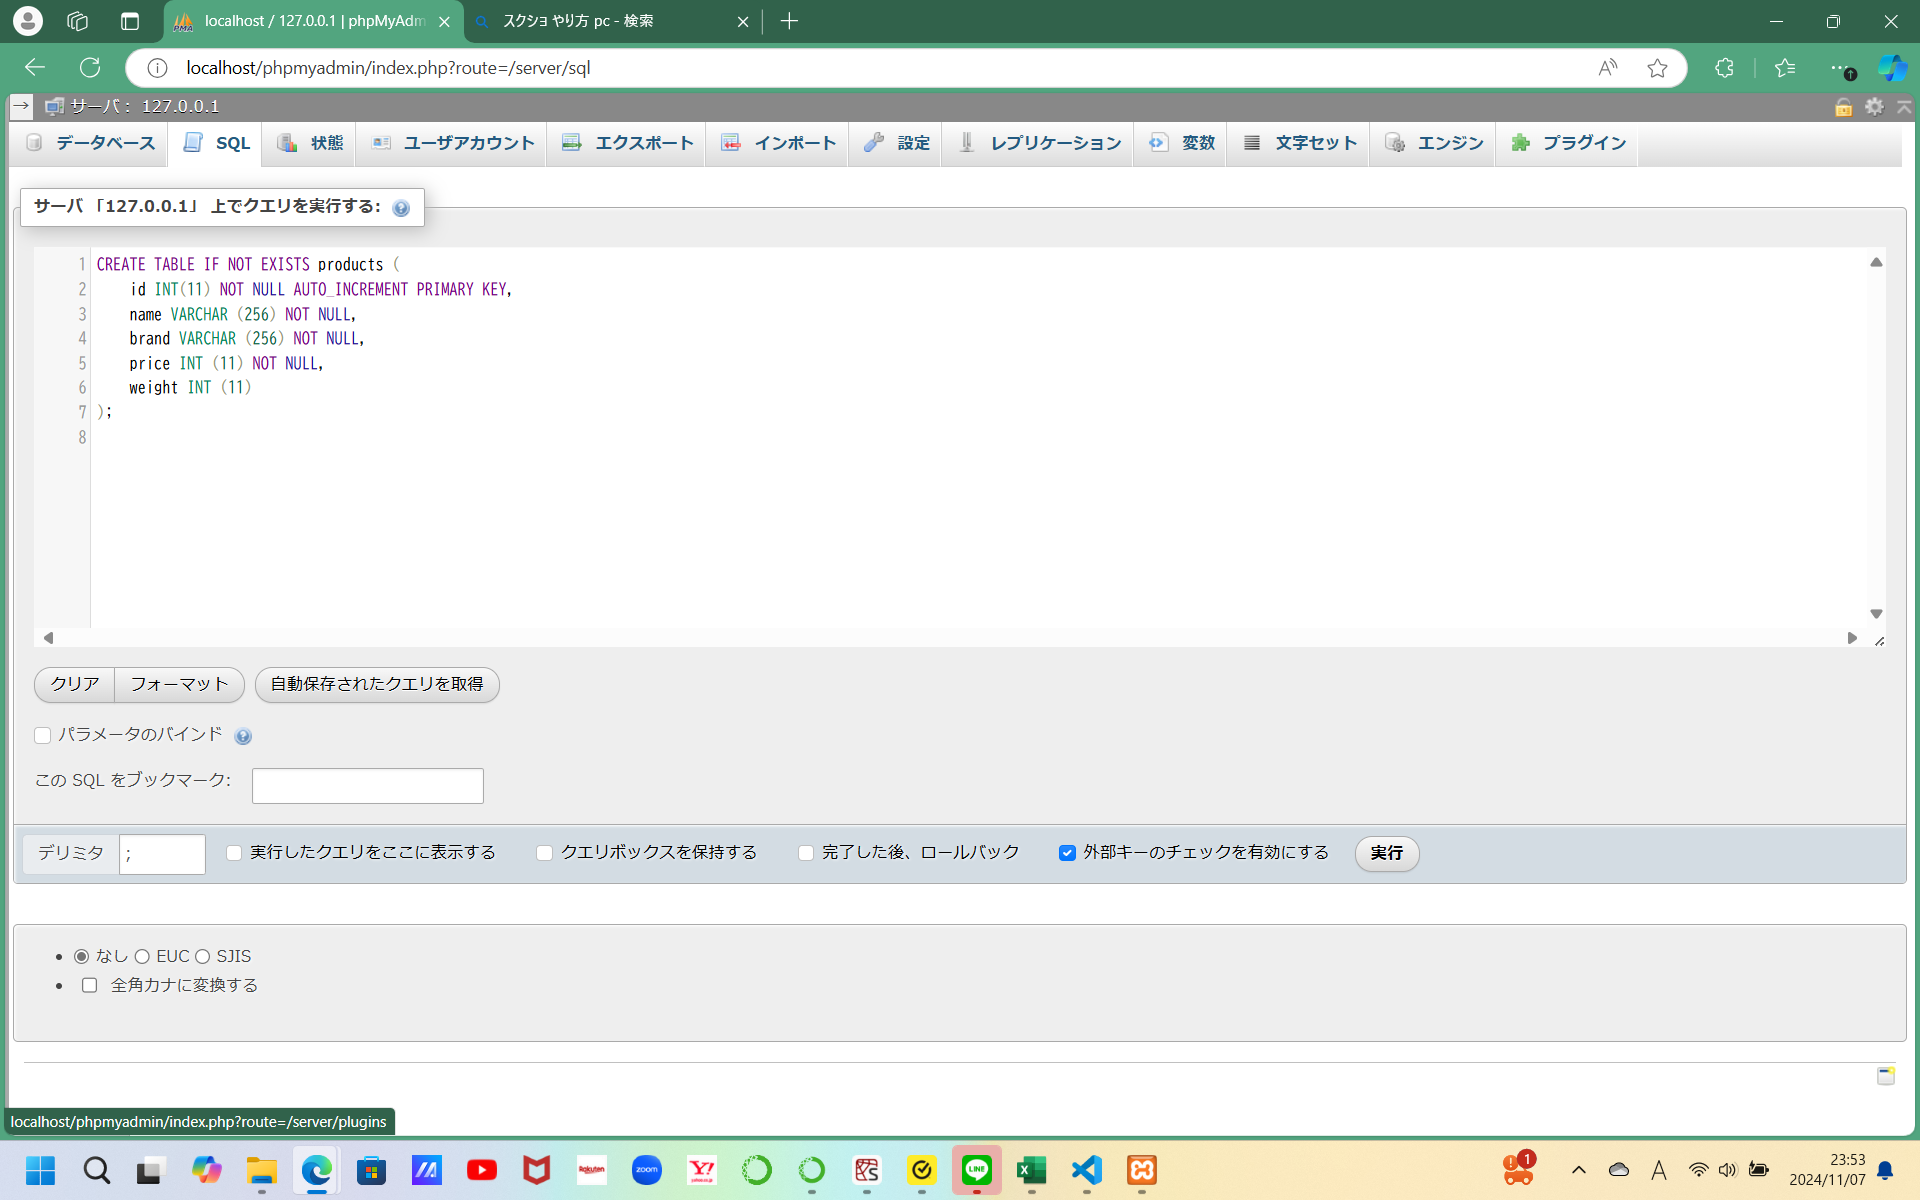 localhost / 127.0.0.1 | phpMyAdm
スクショ やり方 pc - 検索
localhost/phpmyadmin/index.php?route=/server/sql
サーバ： 127.0.0.1
データベース SQL 状態 ユーザアカウント エクスポート インポート 設定 レプリケーション 変数 文字セット エンジン プラグイン
サーバ 「127.0.0.1」 上でクエリを実行する:
1 CREATE TABLE IF NOT EXISTS products (
2 id INT(11) NOT NULL AUTO_INCREMENT PRIMARY KEY,
3 name VARCHAR (256) NOT NULL,
4 brand VARCHAR (256) NOT NULL,
5 price INT (11) NOT NULL,
6 weight INT (11)
7 );
8
クリア フォーマット 自動保存されたクエリを取得
パラメータのバインド
この SQL をブックマーク:
デリミタ ; 実行したクエリをここに表示する クエリボックスを保持する 完了した後、ロールバック 外部キーのチェックを有効にする 実行
なし EUC SJIS
全角カナに変換する
localhost/phpmyadmin/index.php?route=/server/plugins
Rakuten zoom Y! LINE 1 A 23:53
2024/11/07